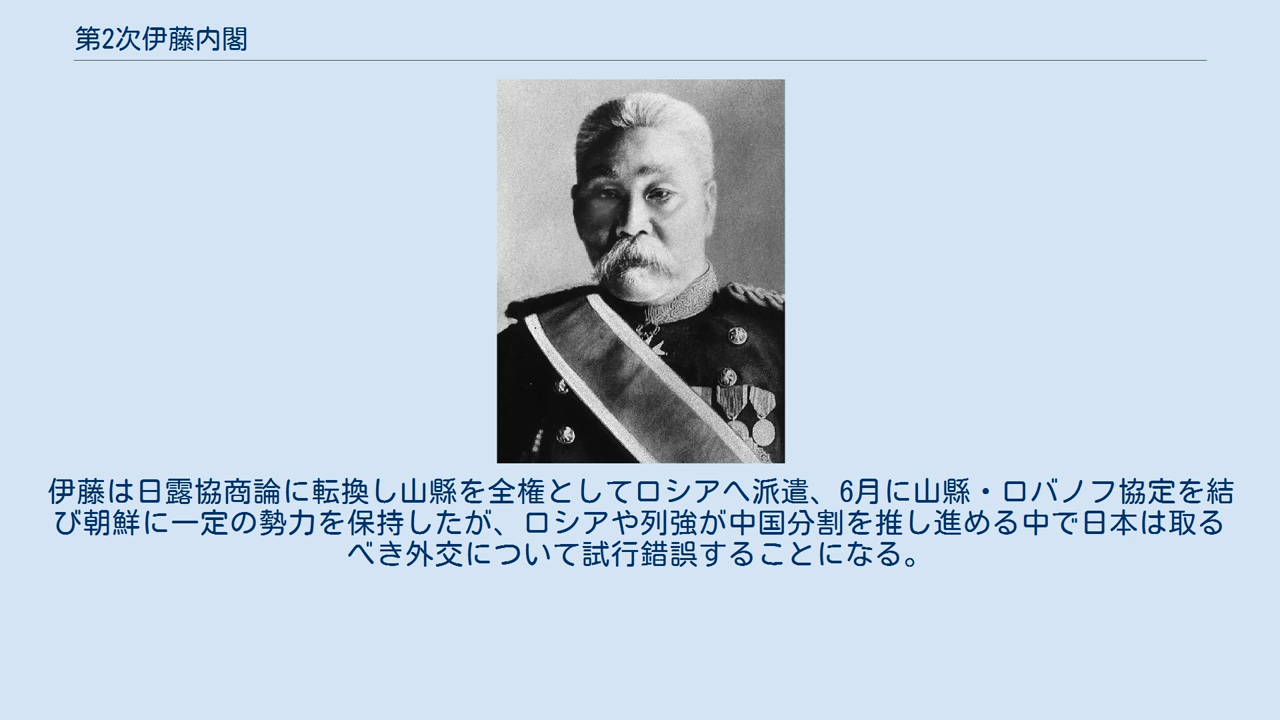 第2次伊藤内閣
伊藤は日露協商論に転換し山縣を全権としてロシアへ派遣、6月に山縣・ロバノフ協定を結
び朝鮮に一定の勢力を保持したが、ロシアや列強が中国分割を推し進める中で日本は取る
べき外交について試行錯誤することになる。